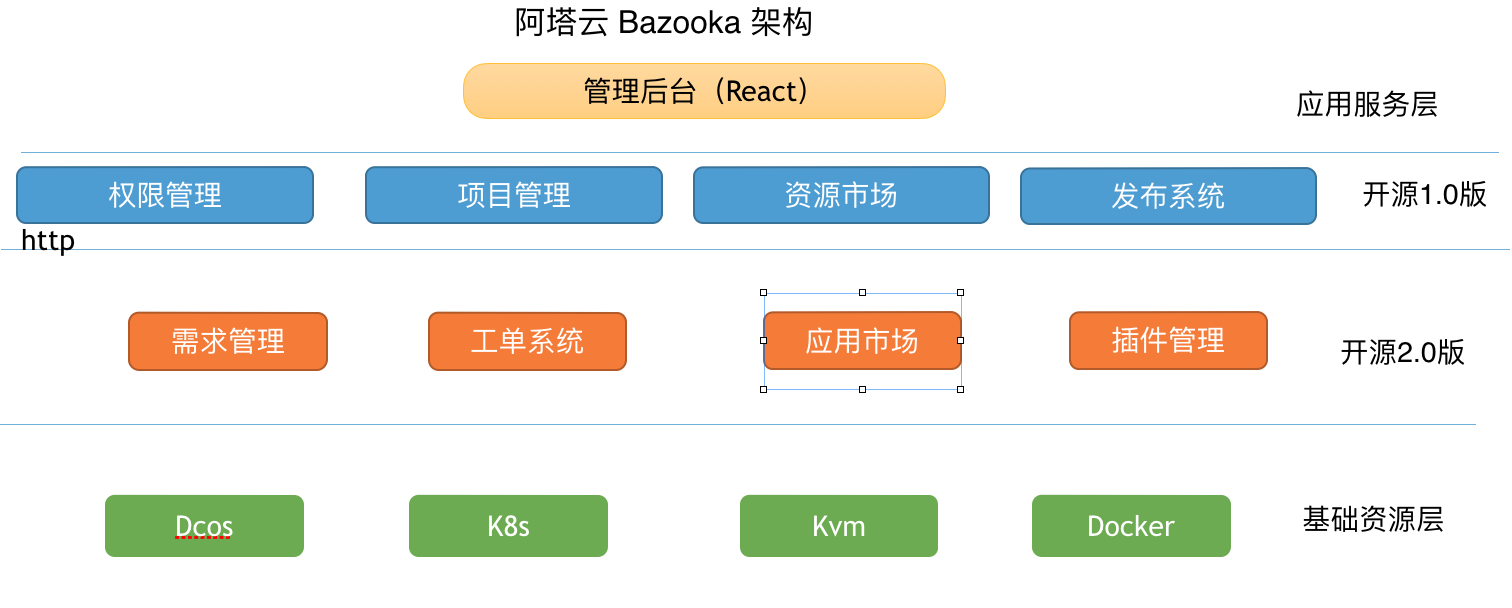 阿塔云 Bazooka 架构
管理后台（React）
应用服务层
权限管理
项目管理
资源市场
发布系统
开源1.0版
http
需求管理
工单系统
应用市场
插件管理
开源2.0版
Dcos
K8s
Kvm
Docker
基础资源层